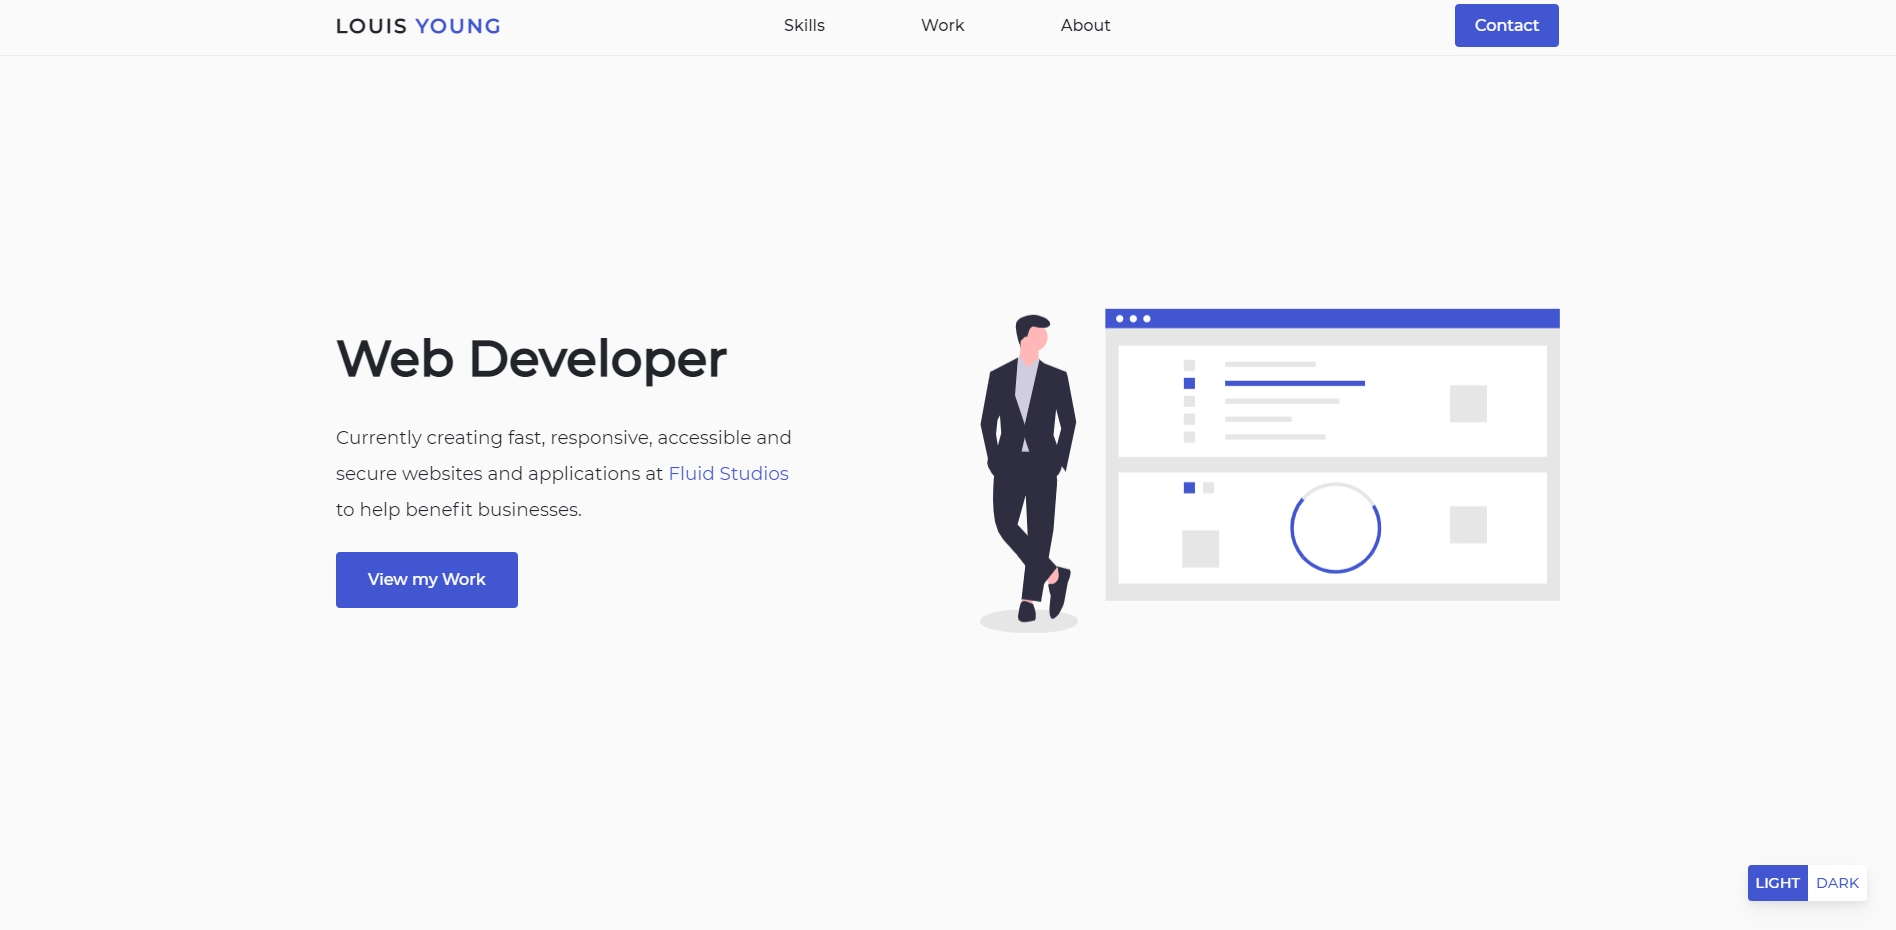 LOUIS YOUNG
Skills
Work
About
Contact
Web Developer
Currently creating fast, responsive, accessible and
secure websites and applications at Fluid Studios
to help benefit businesses.
View my Work
LIGHT DARK